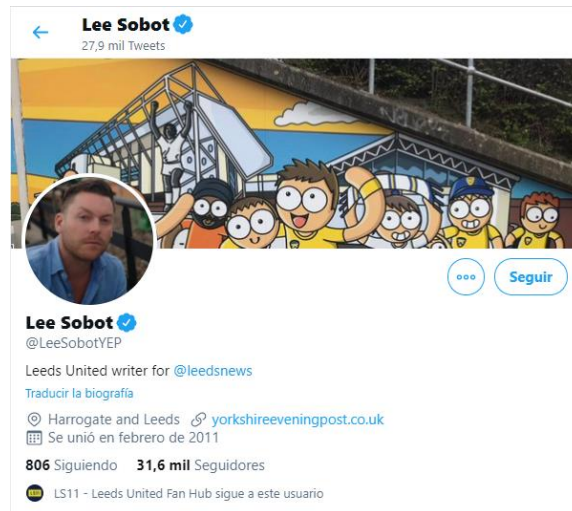 Lee Sobot
27,9 mil Tweets
Seguir
Lee Sobot
@LeeSobotYEP
Leeds United writer for @leedsnews
Traducir la biografía
Harrogate and Leeds yorkshireeveningpost.co.uk
Se unió en febrero de 2011
806 Siguiendo 31,6 mil Seguidores
LS11 - Leeds United Fan Hub sigue a este usuario